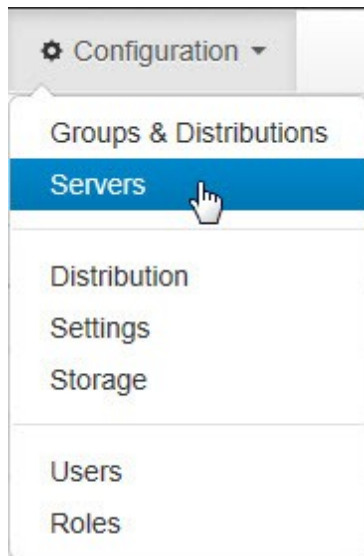 Configuration
Groups & Distributions
Servers
Distribution
Settings
Storage
Users
Roles